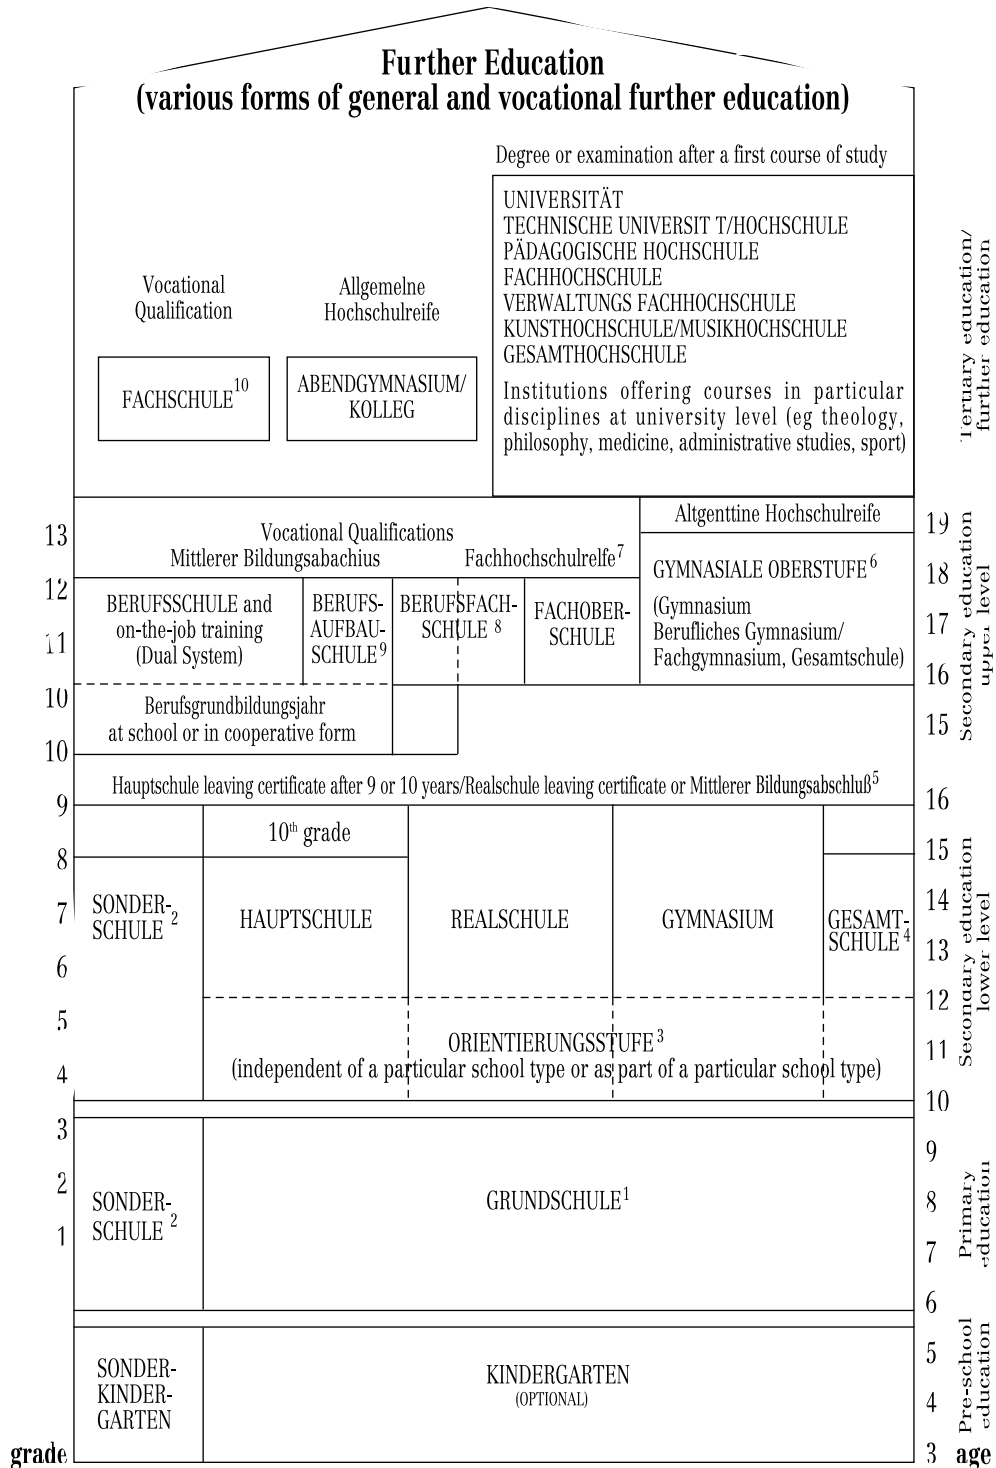 Further Education
(various forms of general and vocational further education)
Degree or examination after a first course of study
UNIVERSITÄT
TECHNISCHE UNIVERSIT T/HOCHSCHULE
PÄDAGOGISCHE HOCHSCHULE
FACHHOCHSCHULE
VERWALTUNGS FACHHOCHSCHULE
KUNSTHOCHSCHULE/MUSIKHOCHSCHULE
GESAMTHOCHSCHULE
Institutions offering courses in particular
disciplines at university level (eg theology,
philosophy, medicine, administrative studies, sport)
Vocational
Qualification
FACHSCHULE10
Allgemelne
Hochschulreife
ABENDGYMNASIUM/
KOLLEG
Tertiary education/
further education
13
12
11
10
10
Vocational Qualifications
Mittlerer Bildungsabachius
Fachhochschulrelfe7
Altgenttine Hochschulreife
GYMNASIALE OBERSTUFE6
(Gymnasium
Berufliches Gymnasium/
Fachgymnasium, Gesamtschule)
BERUFSSCHULE and
on-the-job training
(Dual System)
BERUFS-
AUFBAU-
SCHULE9
BERUFSFACH-
SCHULE 8
FACHOBER-
SCHULE
Berufsgrundbildungsjahr
at school or in cooperative form
19
18
17
16
15
Secondary education
upper level
Hauptschule leaving certificate after 9 or 10 years/Realschule leaving certificate or Mittlerer Bildungsabschluß5
9
8
7
6
5
4
10th grade
SONDER-
SCHULE 2
HAUPTSCHULE
REALSCHULE
GYMNASIUM
GESAMT-
SCHULE 4
ORIENTIERUNGSSTUFE3
(independent of a particular school type or as part of a particular school type)
16
15
14
13
12
11
10
Secondary education
lower level
3
2
1
SONDER-
SCHULE 2
GRUNDSCHULE1
9
8
7
6
Primary
education
SONDER-
KINDER-
GARTEN
KINDERGARTEN
(OPTIONAL)
5
4
3
Pre-school
education
grade
age